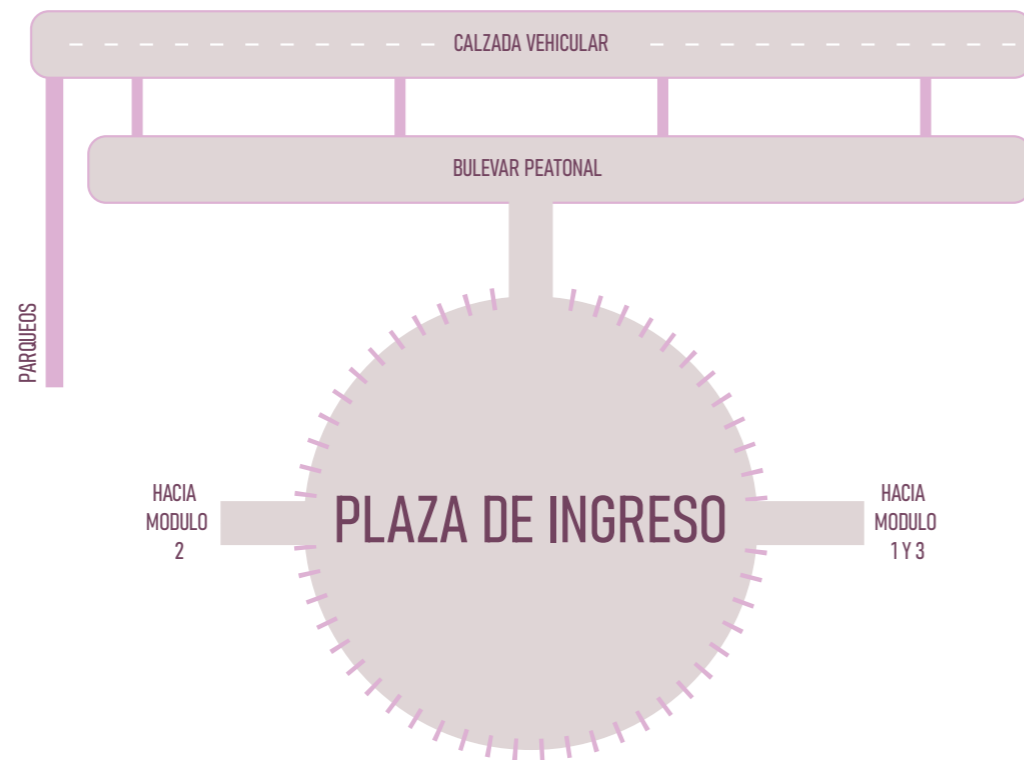 CALZADA VEHICULAR
BULEVAR PEATONAL
PARQUEOS
HACIA
MODULO
2
PLAZA DE INGRESO
HACIA
MODULO
1 Y 3